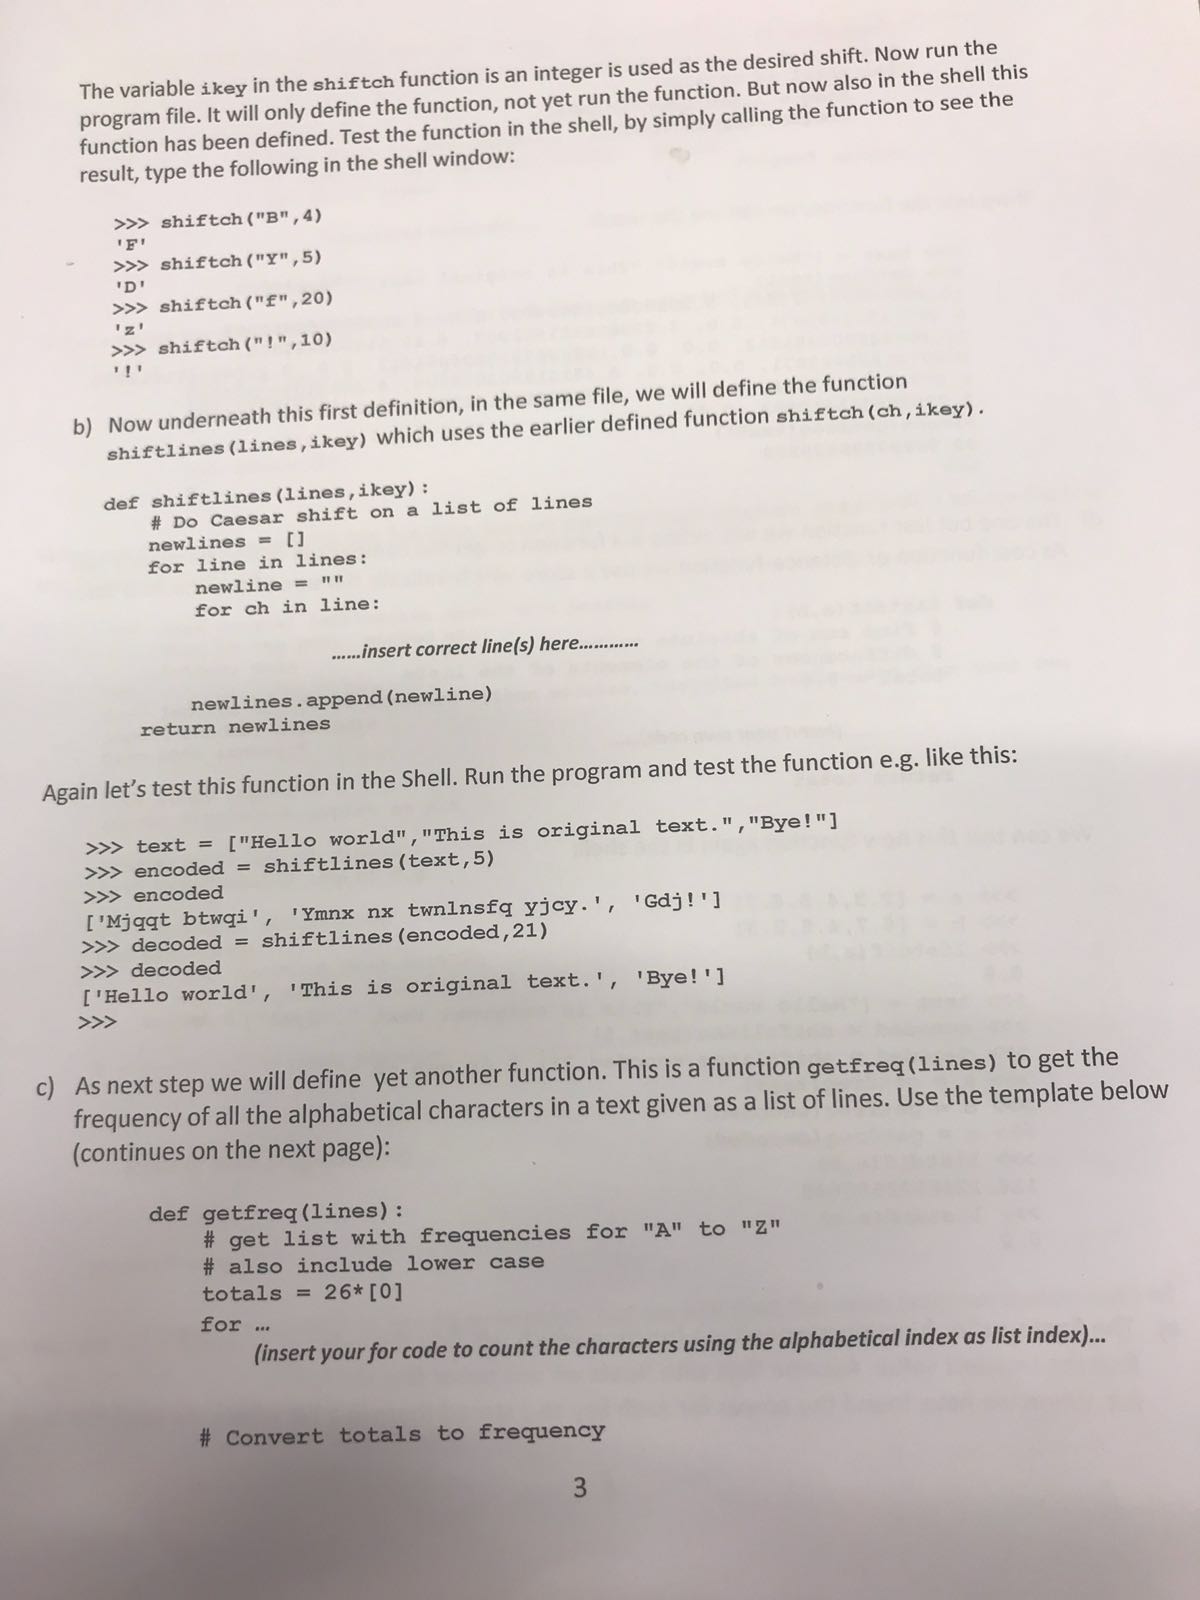 The variable ikey in the shiftch function is an integer is used as the desired shift. Now run the
program file. It will only define the function, not yet run the function. But now also in the shell this
function has been defined. Test the function in the shell, by simply calling the function to see the
result, type the following in the shell window:
>>> shiftch("B",4)
'F'
>>> shiftch("Y",5)
'D'
>>> shiftch("f",20)
'z'
>>> shiftch("!",10)
'!'
b) Now underneath this first definition, in the same file, we will define the function
shiftlines(lines,ikey) which uses the earlier defined function shiftch(ch,ikey).
def shiftlines(lines,ikey):
# Do Caesar shift on a list of lines
newlines = []
for line in lines:
newline = ""
for ch in line:
......insert correct line(s) here............
newlines.append(newline)
return newlines
Again let's test this function in the Shell. Run the program and test the function e.g. like this:
>>> text = ["Hello world","This is original text.","Bye!"]
>>> encoded = shiftlines(text,5)
>>> encoded
['Mjqqt btwqi', 'Ymnx nx twnlnsfq yjcy.', 'Gdj!']
>>> decoded = shiftlines(encoded,21)
>>> decoded
['Hello world', 'This is original text.', 'Bye!']
>>>
c) As next step we will define yet another function. This is a function getfreq(lines) to get the
frequency of all the alphabetical characters in a text given as a list of lines. Use the template below
(continues on the next page):
def getfreq(lines):
# get list with frequencies for "A" to "Z"
# also include lower case
totals = 26*[0]
for ...
(insert your for code to count the characters using the alphabetical index as list index)...
# Convert totals to frequency
3